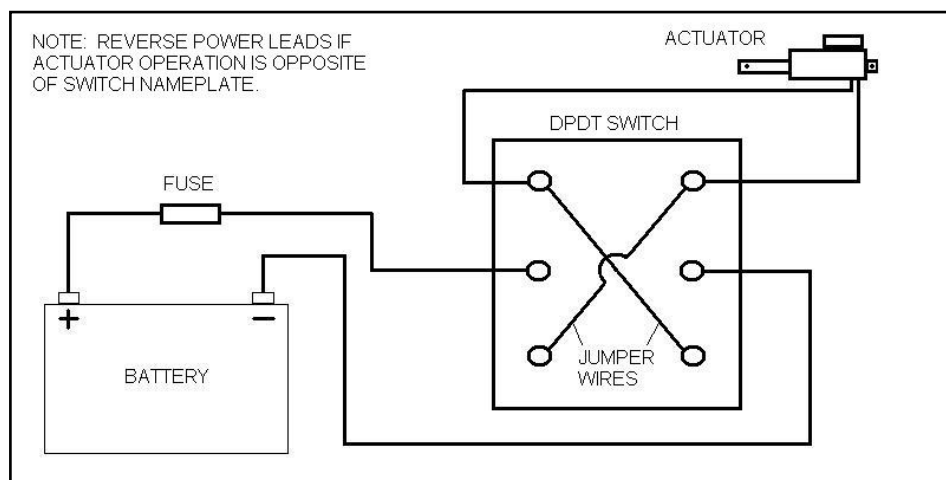 NOTE: REVERSE POWER LEADS IF
ACTUATOR OPERATION IS OPPOSITE
OF SWITCH NAMEPLATE.
ACTUATOR
DPDT SWITCH
FUSE
+
−
BATTERY
JUMPER
WIRES